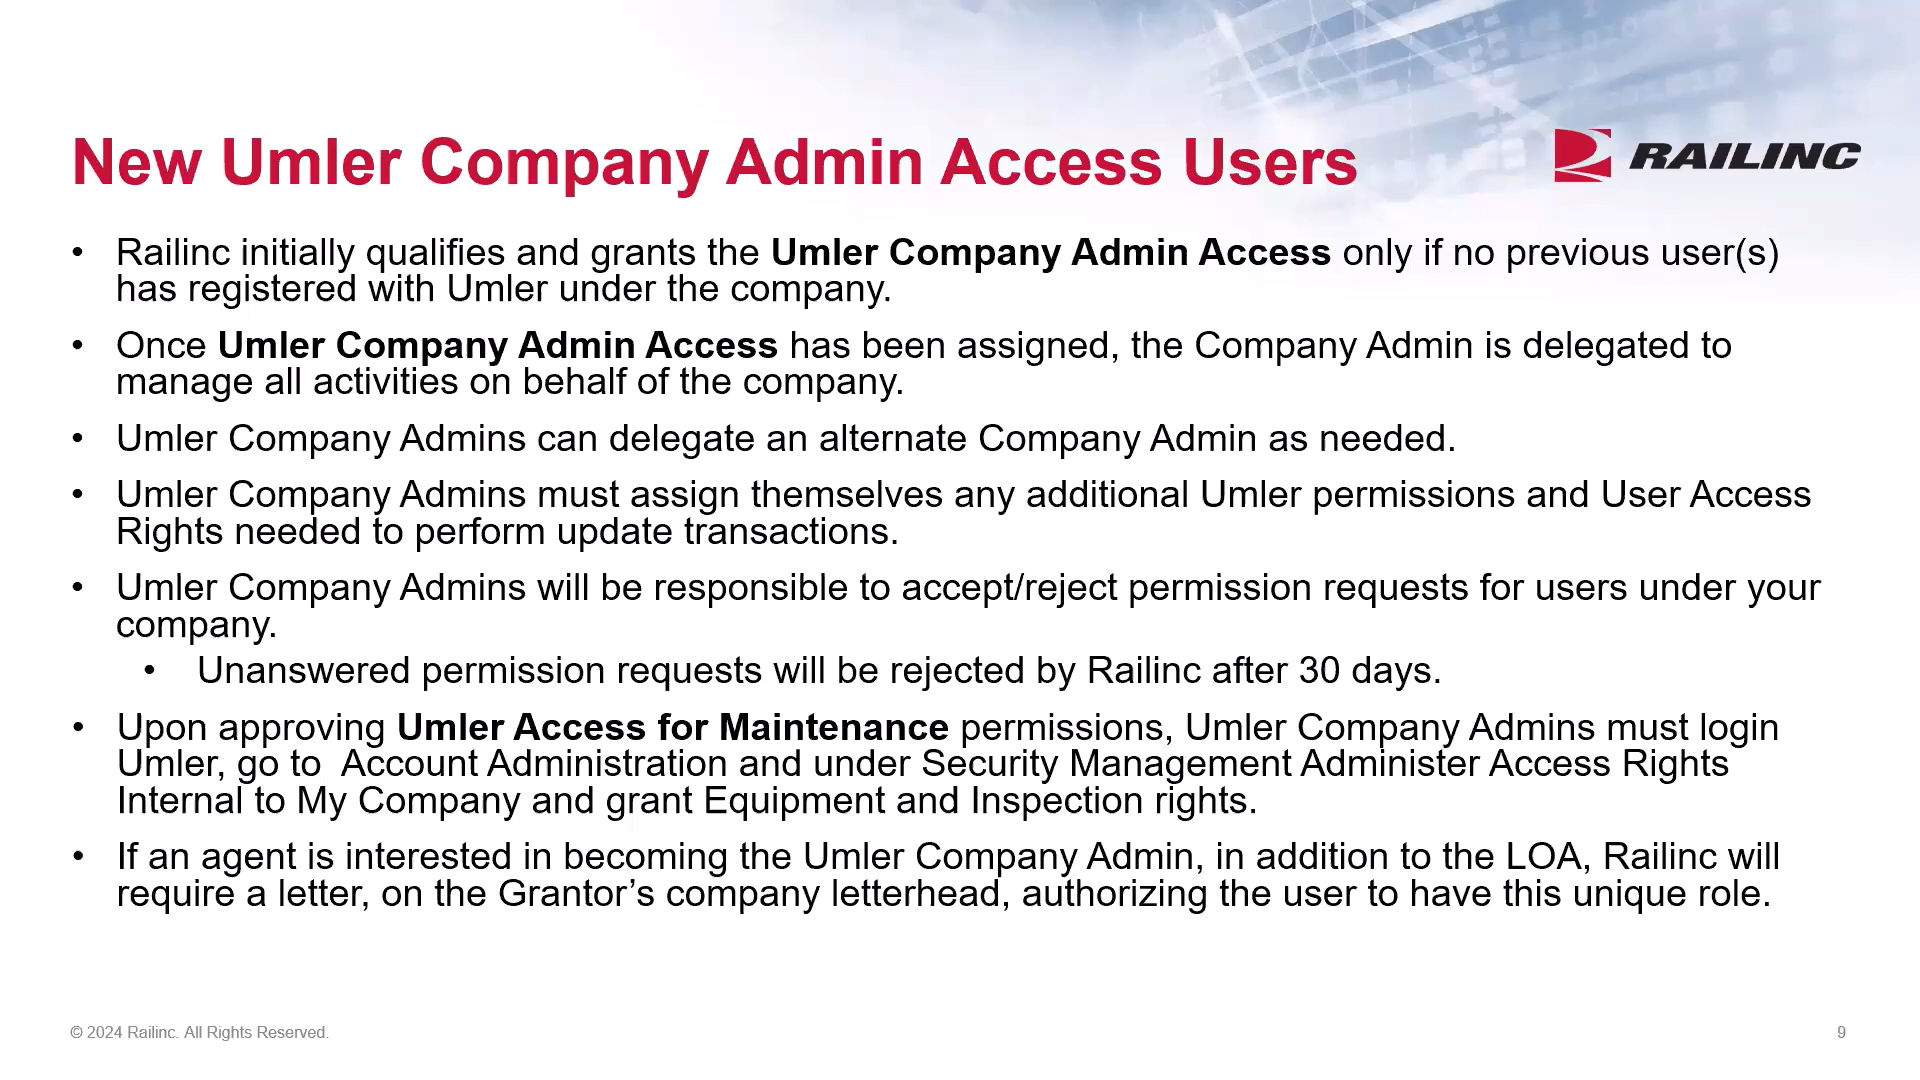 New Umler Company Admin Access Users
RAILINC
• Railinc initially qualifies and grants the Umler Company Admin Access only if no previous user(s)
has registered with Umler under the company.
• Once Umler Company Admin Access has been assigned, the Company Admin is delegated to
manage all activities on behalf of the company.
• Umler Company Admins can delegate an alternate Company Admin as needed.
• Umler Company Admins must assign themselves any additional Umler permissions and User Access
Rights needed to perform update transactions.
• Umler Company Admins will be responsible to accept/reject permission requests for users under your
company.
• Unanswered permission requests will be rejected by Railinc after 30 days.
• Upon approving Umler Access for Maintenance permissions, Umler Company Admins must login
Umler, go to  Account Administration and under Security Management Administer Access Rights
Internal to My Company and grant Equipment and Inspection rights.
• If an agent is interested in becoming the Umler Company Admin, in addition to the LOA, Railinc will
require a letter, on the Grantor’s company letterhead, authorizing the user to have this unique role.
© 2024 Railinc. All Rights Reserved.
9